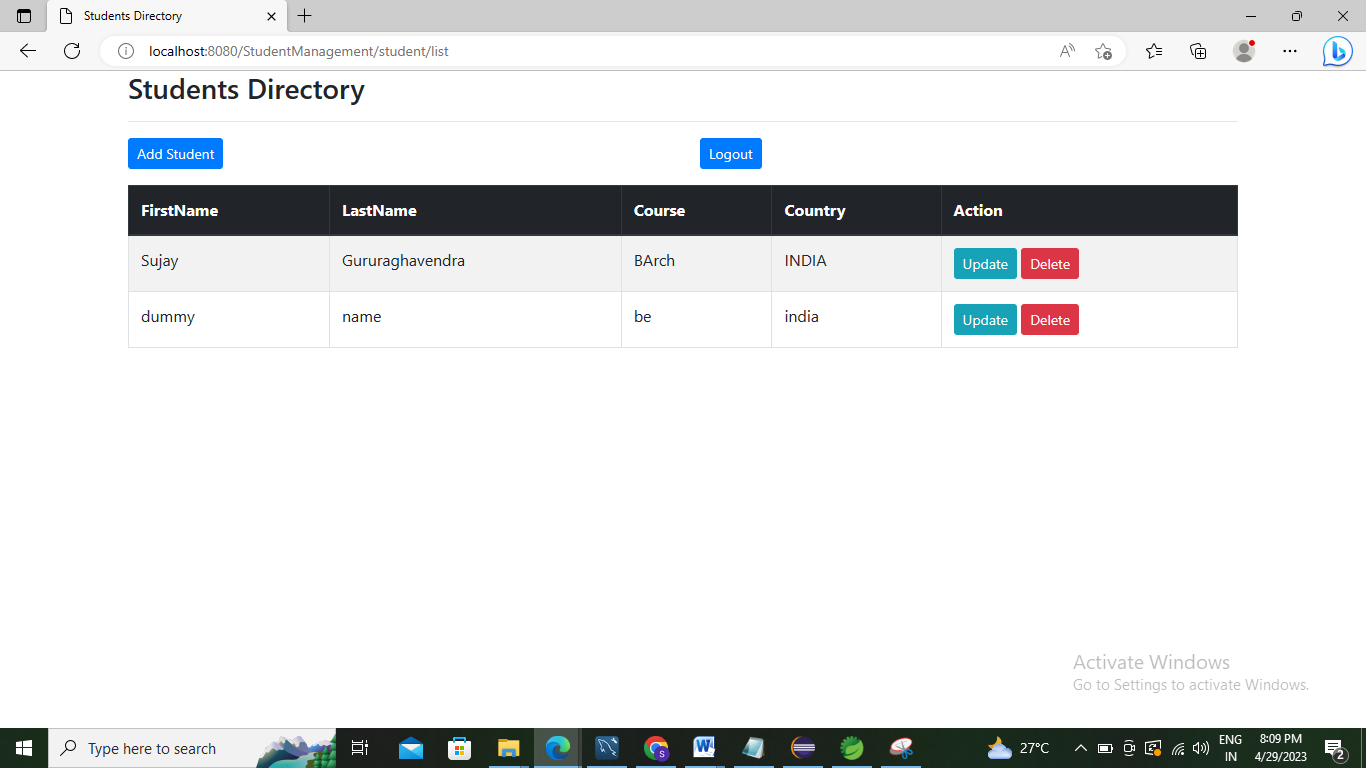 Students Directory
localhost:8080/StudentManagement/student/list
Students Directory
Add Student Logout
FirstName LastName Course Country Action
Sujay Gururaghavendra BArch INDIA Update Delete
dummy name be india Update Delete
Activate Windows
Go to Settings to activate Windows.
Type here to search 27°C ENG 8:09 PM
IN 4/29/2023 2